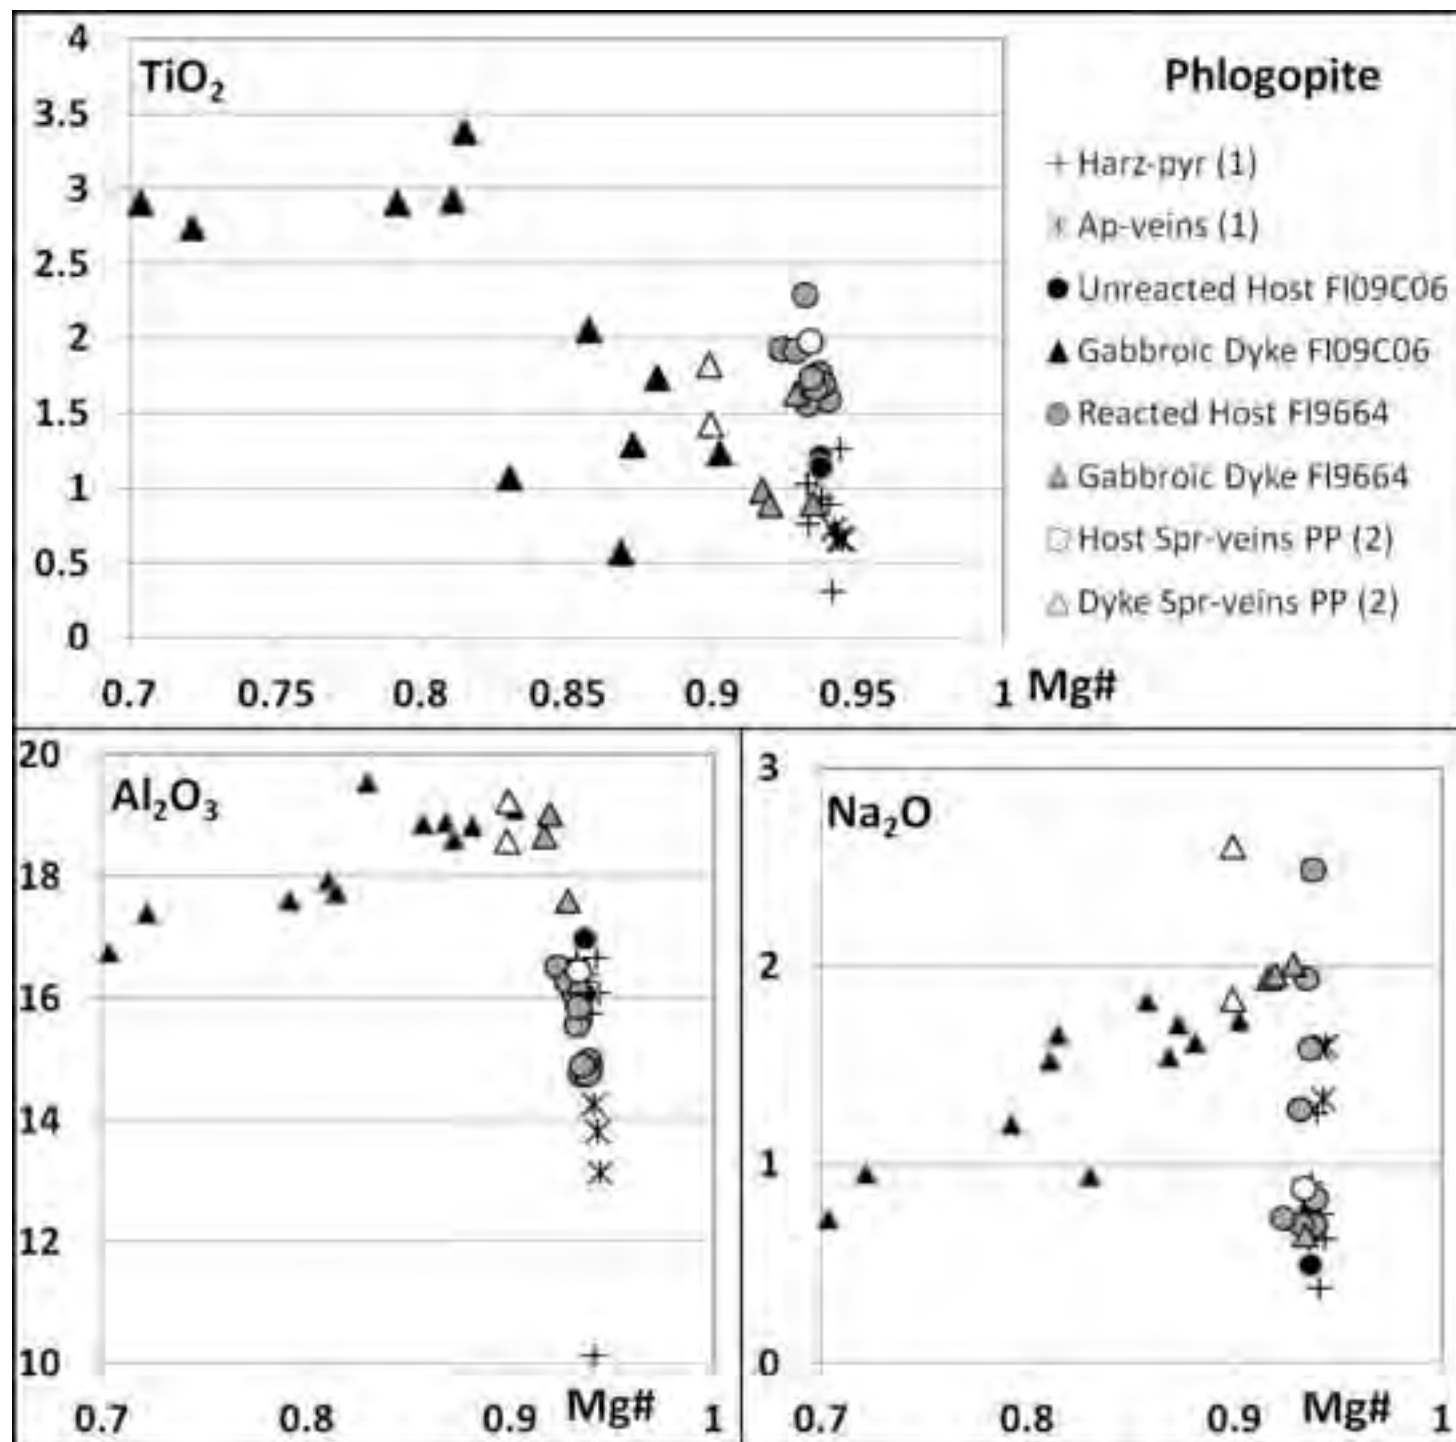 TiO₂
4
3.5
3
2.5
2
1.5
1
0.5
0
0.7 0.75 0.8 0.85 0.9 0.95 1 Mg#
Phlogopite
Harz-pyr (1)
Ap-veins (1)
Unreacted Host FI09C06
Gabbroic Dyke FI09C06
Reacted Host FI9664
Gabbroic Dyke FI9664
Host Spr-veins PP (2)
Dyke Spr-veins PP (2)
Al₂O₃
20
18
16
14
12
10
0.7 0.8 0.9 Mg# 1
Na₂O
3
2
1
0
0.7 0.8 0.9 Mg# 1